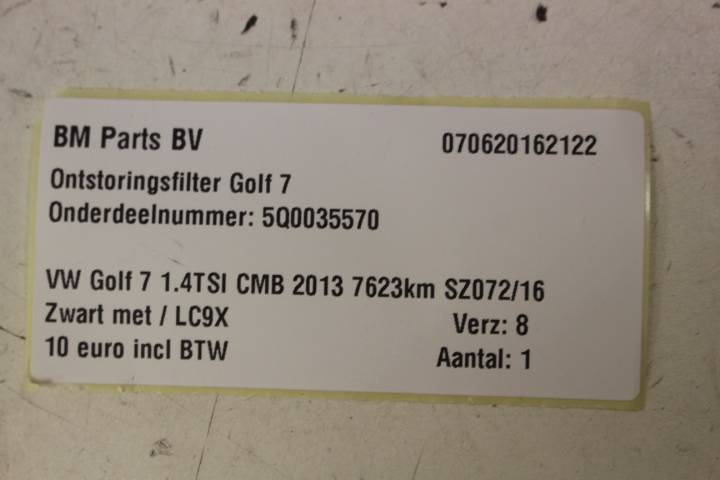 BM Parts BV 070620162122
Ontstoringsfilter Golf 7
Onderdeelnummer: 5Q0035570
VW Golf 7 1.4TSI CMB 2013 7623km SZ072/16
Zwart met / LC9X Verz: 8
10 euro incl BTW Aantal: 1